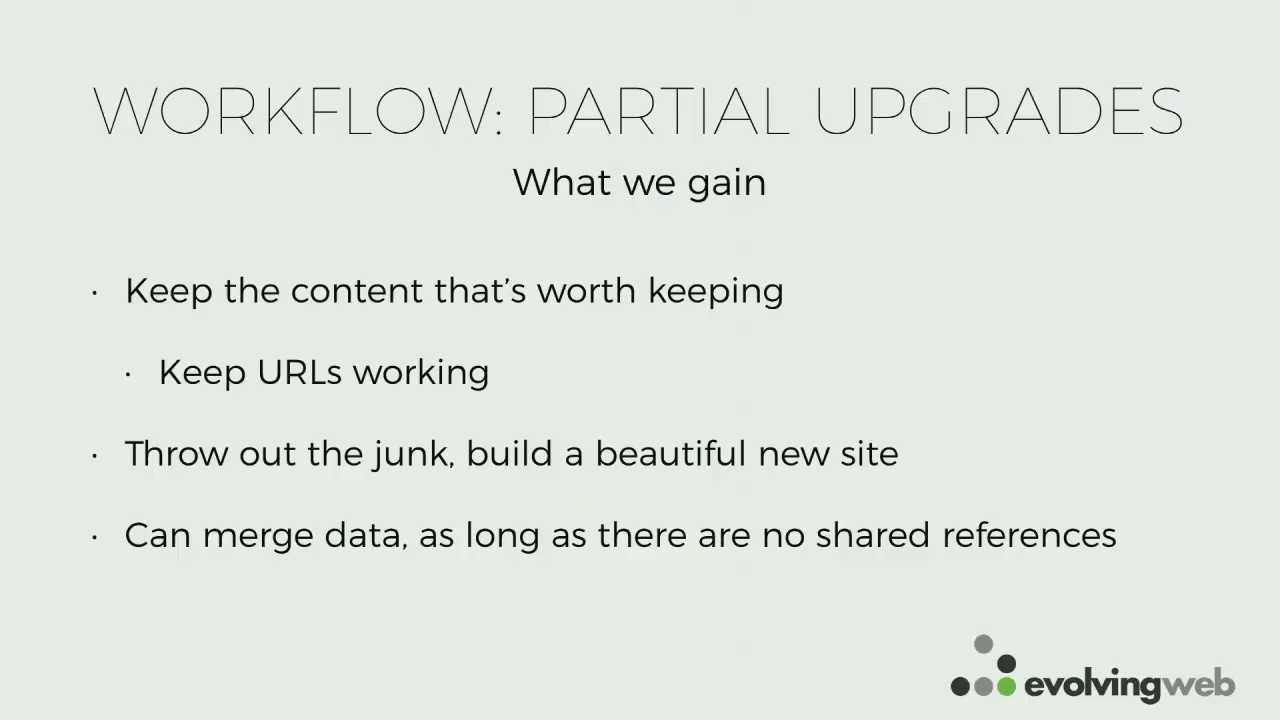 WORKFLOW: PARTIAL UPGRADES
What we gain
· Keep the content that’s worth keeping
· Keep URLs working
· Throw out the junk, build a beautiful new site
· Can merge data, as long as there are no shared references
evolvingweb